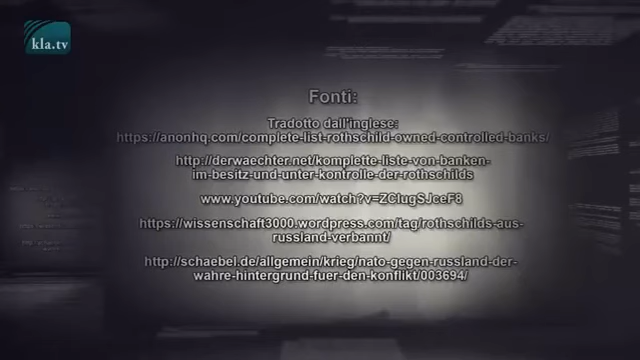 kla.tv
Fonti:
Tradotto dall'inglese:
https://anonhq.com/complete-list-rothschild-owned-controlled-banks/
http://derwaechter.net/komplette-liste-von-banken-
im-besitz-und-unter-kontrolle-der-rothschilds
www.youtube.com/watch?v=ZClugSJceF8
https://wissenschaft3000.wordpress.com/tag/rothschilds-aus-
russland-verbannt/
http://schaebel.de/allgemein/krieg/nato-gegen-russland-der-
wahre-hintergrund-fuer-den-konflikt/003694/